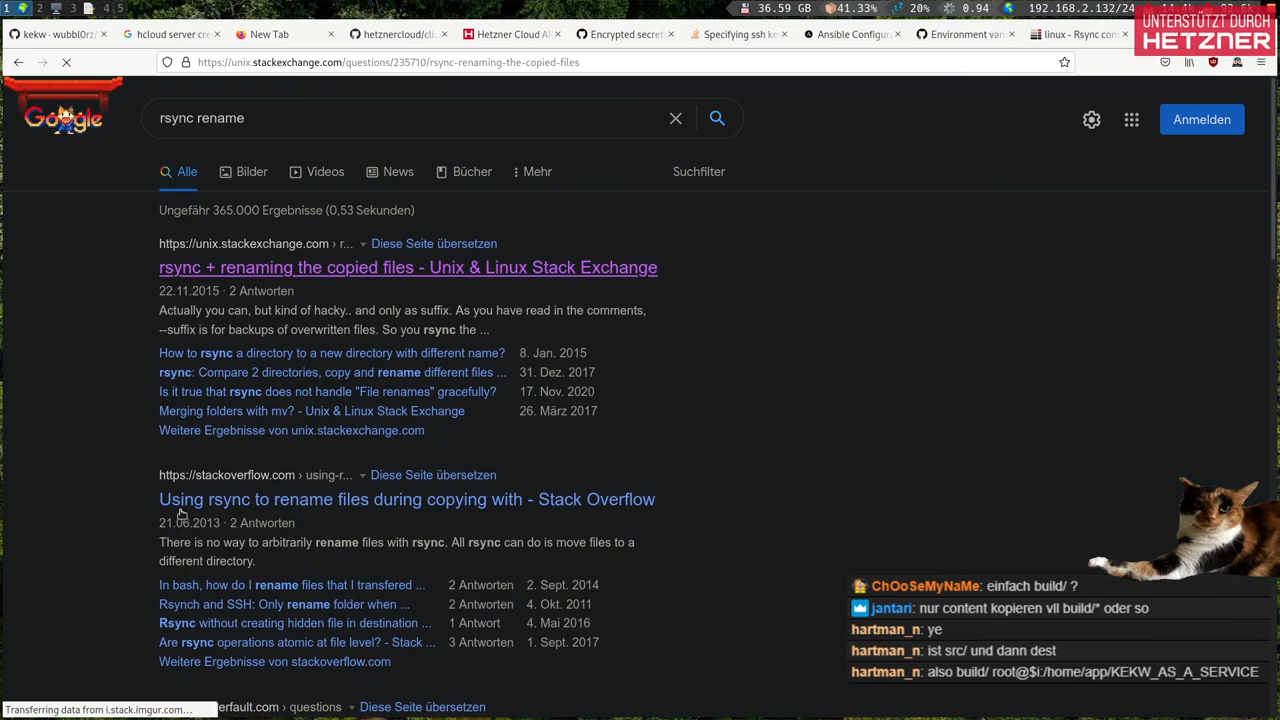 1 2 3 4 5
36.59 GB 41.33% 20% 0.94 192.168.2.132/24 14.4k 92.6k
UNTERSTÜTZT DURCH
HETZNER
kekw · wubbl0rz/ hcloud server cre New Tab hetznercloud/cli: Hetzner Cloud AP Encrypted secrets Specifying ssh ke Ansible Configura Environment varia linux - Rsync com
https://unix.stackexchange.com/questions/235710/rsync-renaming-the-copied-files
Google
rsync rename
Anmelden
Alle Bilder Videos News Bücher Mehr Suchfilter
Ungefähr 365.000 Ergebnisse (0,53 Sekunden)
https://unix.stackexchange.com › r... Diese Seite übersetzen
rsync + renaming the copied files - Unix & Linux Stack Exchange
22.11.2015 · 2 Antworten
Actually you can, but kind of hacky.. and only as suffix. As you have read in the comments,
--suffix is for backups of overwritten files. So you rsync the ...
How to rsync a directory to a new directory with different name? 8. Jan. 2015
rsync: Compare 2 directories, copy and rename different files ... 31. Dez. 2017
Is it true that rsync does not handle "File renames" gracefully? 17. Nov. 2020
Merging folders with mv? - Unix & Linux Stack Exchange 26. März 2017
Weitere Ergebnisse von unix.stackexchange.com
https://stackoverflow.com › using-r... Diese Seite übersetzen
Using rsync to rename files during copying with - Stack Overflow
21.06.2013 · 2 Antworten
There is no way to arbitrarily rename files with rsync. All rsync can do is move files to a
different directory.
In bash, how do I rename files that I transfered ... 2 Antworten 2. Sept. 2014
Rsynch and SSH: Only rename folder when ... 2 Antworten 4. Okt. 2011
Rsync without creating hidden file in destination ... 1 Antwort 4. Mai 2016
Are rsync operations atomic at file level? - Stack ... 3 Antworten 1. Sept. 2017
Weitere Ergebnisse von stackoverflow.com
erfault.com › questions Diese Seite übersetzen
Transferring data from i.stack.imgur.com...
ChOoSeMyNaMe: einfach build/ ?
jantari: nur content kopieren vll build/* oder so
hartman_n: ye
hartman_n: ist src/ und dann dest
hartman_n: also build/ root@$i:/home/app/KEKW_AS_A_SERVICE